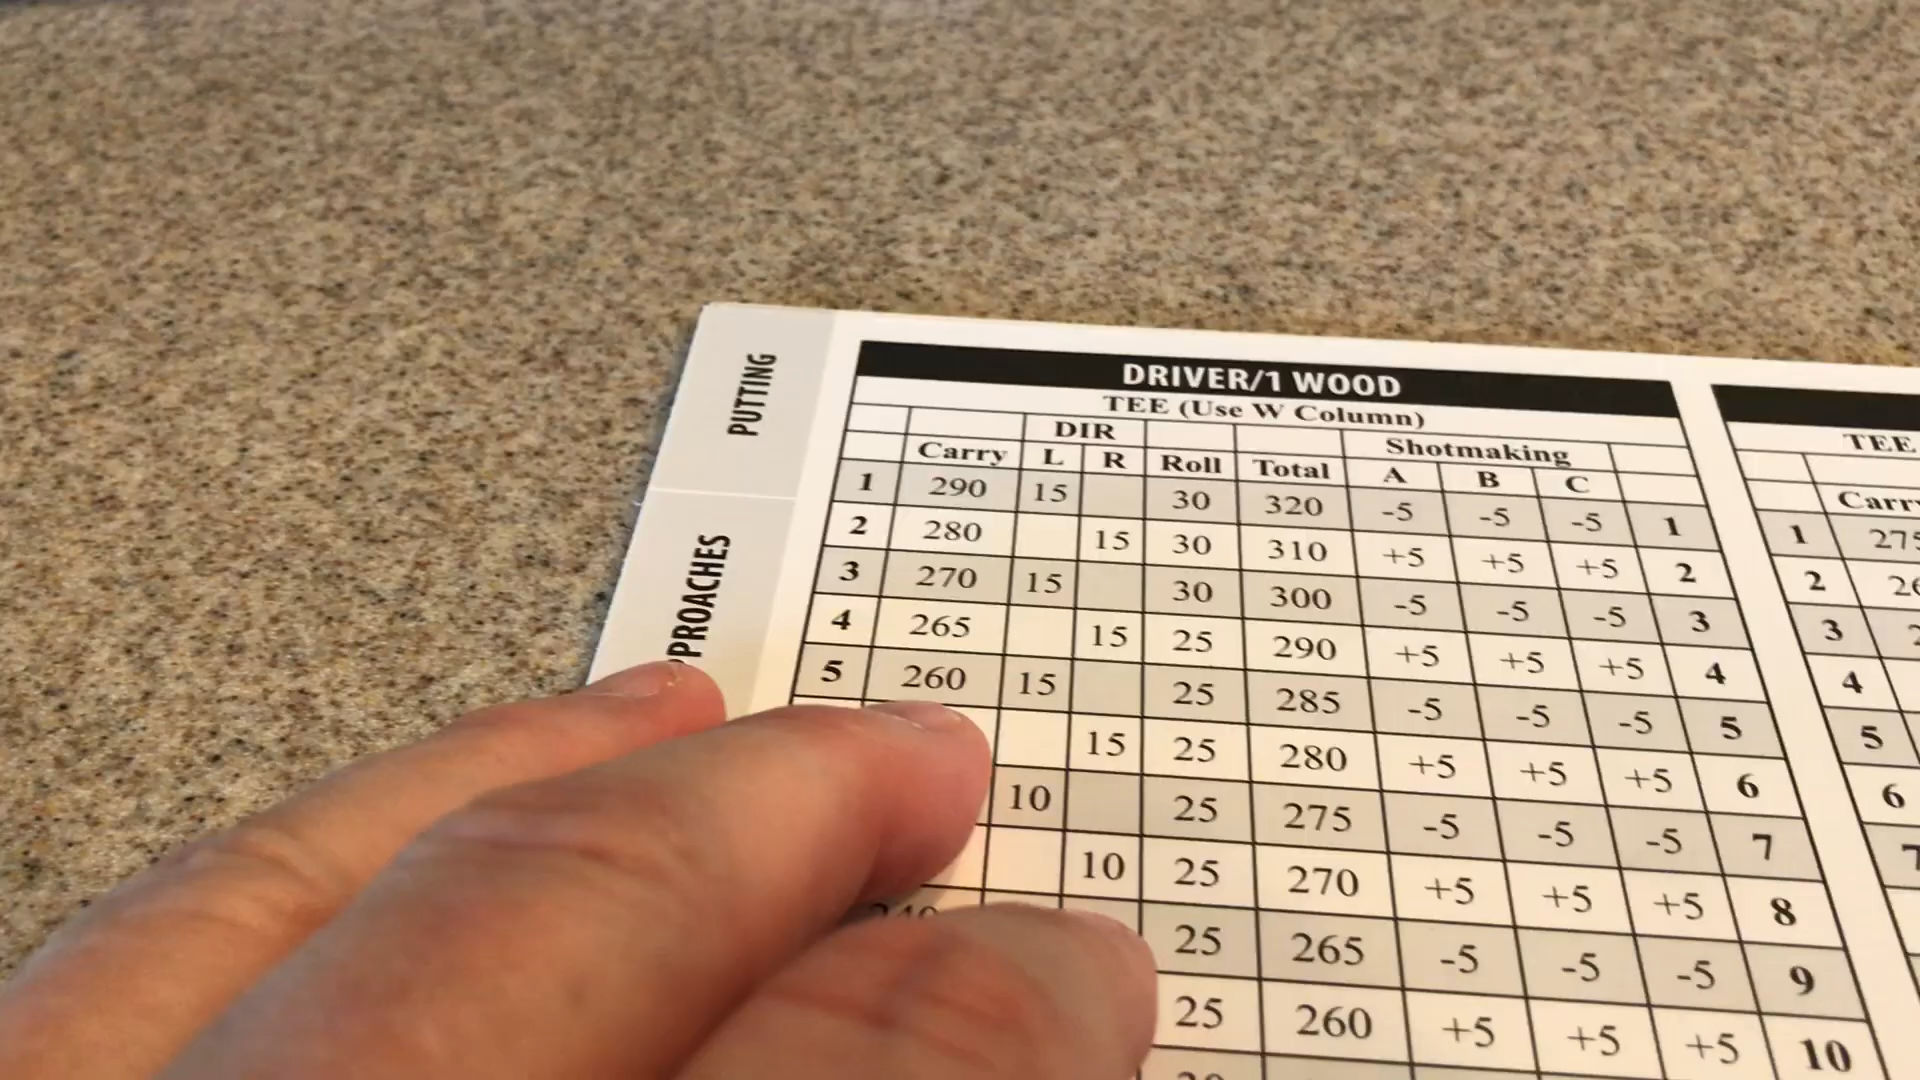 PUTTING
PPROACHES
DRIVER/1 WOOD
TEE (Use W Column)
DIR Shotmaking
Carry L R Roll Total A B C
1 290 15 30 320 -5 -5 -5 1
2 280 15 30 310 +5 +5 +5 2
3 270 15 30 300 -5 -5 -5 3
4 265 15 25 290 +5 +5 +5 4
5 260 15 25 285 -5 -5 -5 5
15 25 280 +5 +5 +5 6
10 25 275 -5 -5 -5 7
10 25 270 +5 +5 +5 8
25 265 -5 -5 -5 9
25 260 +5 +5 +5 10
TEE
Carry
1 275
2
3
4
5
6